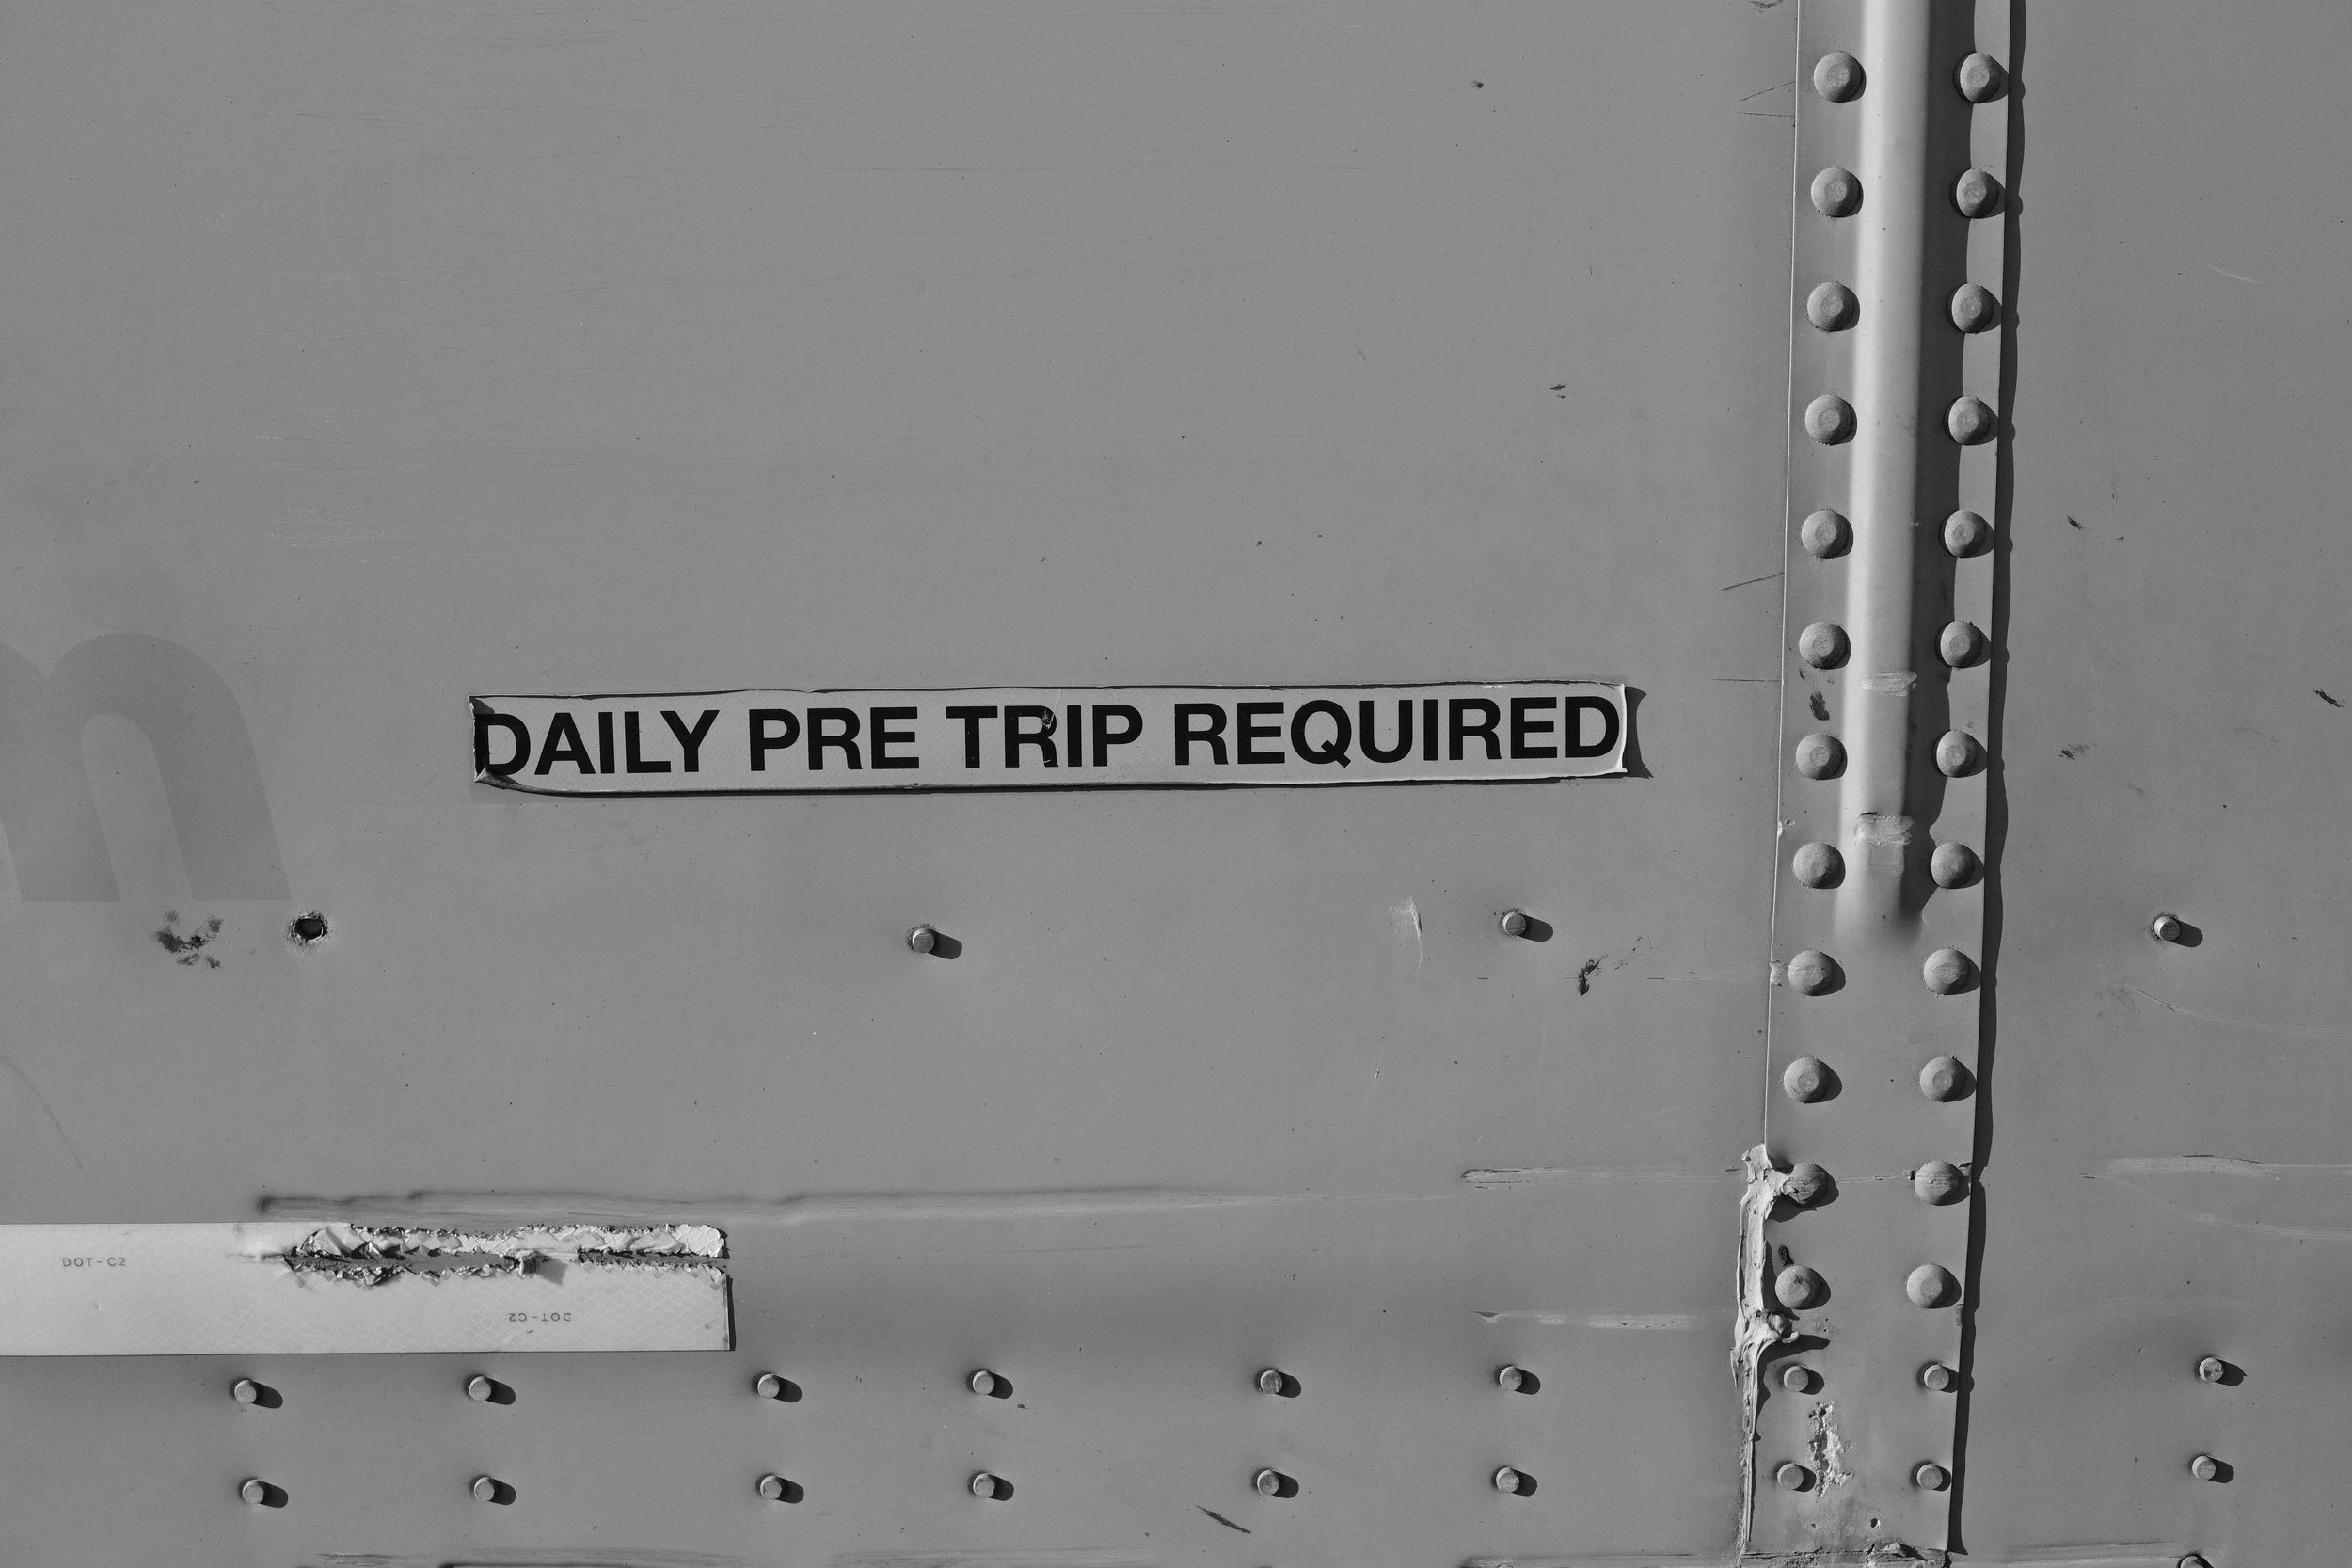 m
DAILY PRE TRIP REQUIRED
DOT-C2
DOT-C2